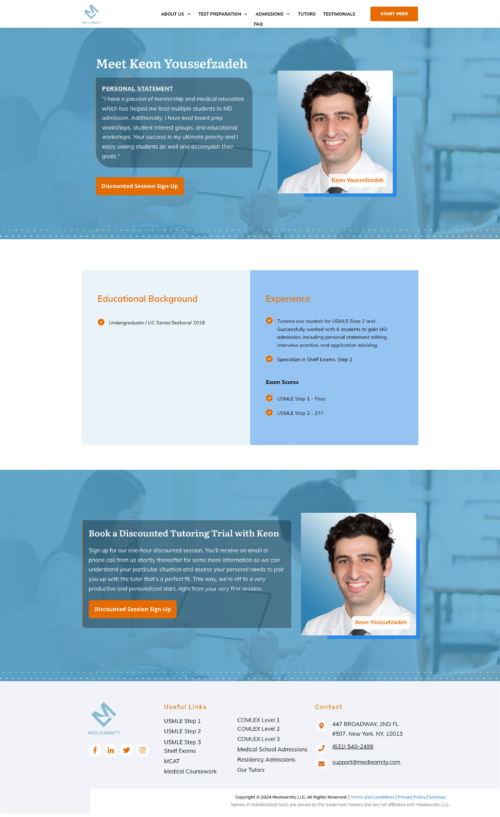 MED LEARNITY
ABOUT US
TEST PREPARATION
ADMISSIONS
TUTORS
TESTIMONIALS
FAQ
START HERE
Meet Keon Youssefzadeh
PERSONAL STATEMENT
"I have a passion of mentorship and medical education
which has helped me lead multiple students to MD
admission. Additionally, I have lead board prep
workshops, student interest groups, and educational
workshops. Your success is my ultimate priority and I
enjoy seeing students do well and accomplish their
goals."
Discounted Session Sign-Up
Keon Youssefzadeh
Educational Background
Undergraduate / UC Santa Barbara/ 2018
Experience
Tutored one student for USMLE Step 2 and
Successfully worked with 6 students to gain MD
admission, including personal statement editing,
interview practice, and application advising.
Specialize in Shelf Exams, Step 2
Exam Scores
USMLE Step 1 - Pass
USMLE Step 2 - 277
Book a Discounted Tutoring Trial with Keon
Sign up for our one-hour discounted session. You'll receive an email or
phone call from us shortly thereafter for some more information so we can
understand your particular situation and assess your personal needs to pair
you up with the tutor that's a perfect fit. This way, we're off to a very
productive and personalized start, right from your very first session.
Discounted Session Sign-Up
Keon Youssefzadeh
MED LEARNITY
Useful Links
USMLE Step 1
USMLE Step 2
USMLE Step 3
Shelf Exams
MCAT
Medical Coursework
COMLEX Level 1
COMLEX Level 2
COMLEX Level 3
Medical School Admissions
Residency Admissions
Our Tutors
Contact
447 BROADWAY, 2ND FL
#507, New York, NY, 10013
(631) 540-2499
support@medlearnity.com
Copyright © 2024 Medlearnity LLC. All Rights Reserved. | Terms and Conditions | Privacy Policy | Sitemap
Names of standardized tests are owned by the trademark holders and are not affiliated with Medlearnity LLC.